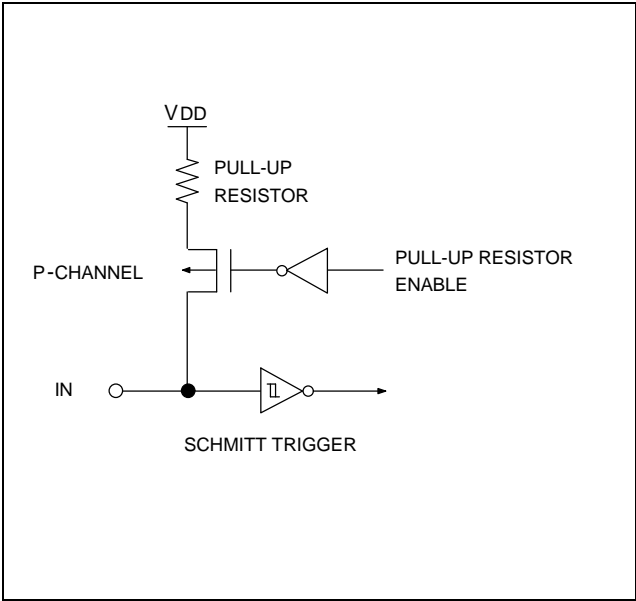 VDD
PULL-UP
RESISTOR
P-CHANNEL
PULL-UP RESISTOR
ENABLE
IN
SCHMITT TRIGGER